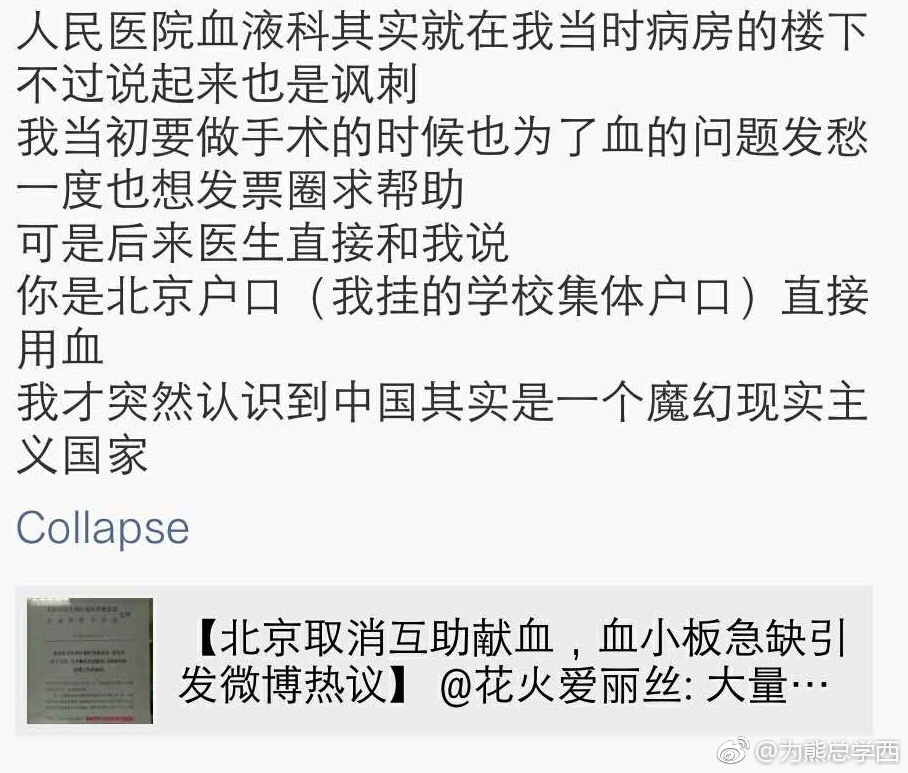 人民医院血液科其实就在我当时病房的楼下
不过说起来也是讽刺
我当初要做手术的时候也为了血的问题发愁
一度也想发票圈求帮助
可是后来医生直接和我说
你是北京户口（我挂的学校集体户口）直接
用血
我才突然认识到中国其实是一个魔幻现实主
义国家
Collapse
【北京取消互助献血，血小板急缺引
发微博热议】@花火爱丽丝: 大量…
@为熊总学西